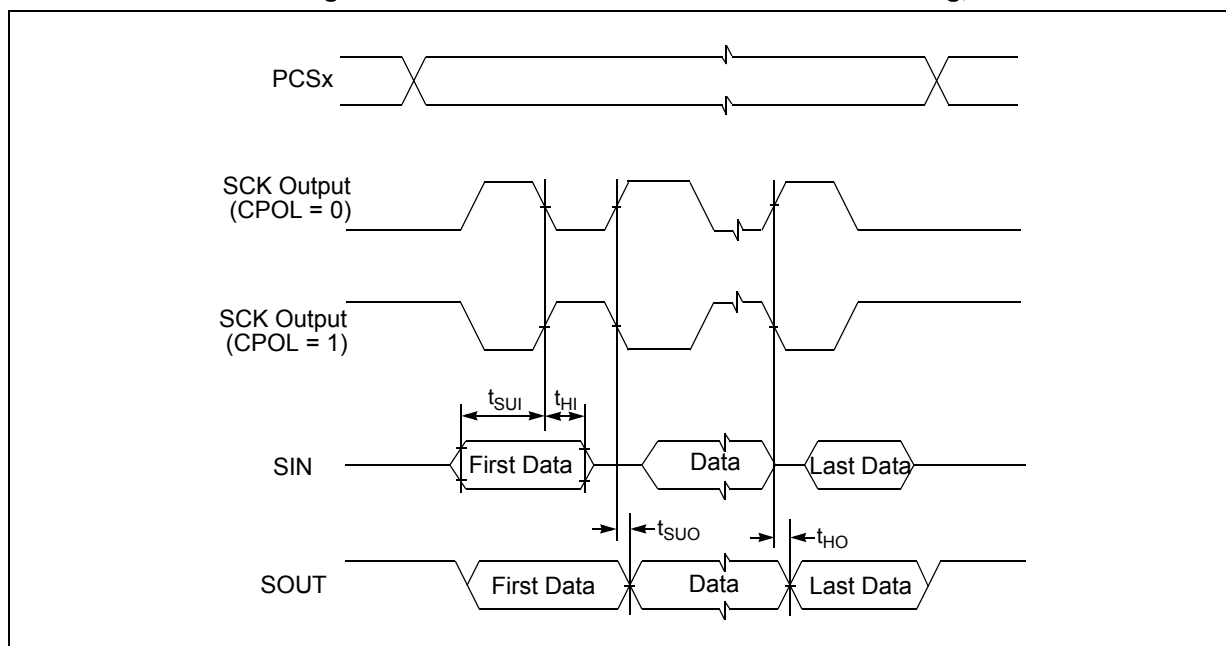 PCSx
SCK Output
(CPOL = 0)
SCK Output
(CPOL = 1)
tSUI
tHI
SIN
First Data
Data
Last Data
tSUO
tHO
SOUT
First Data
Data
Last Data